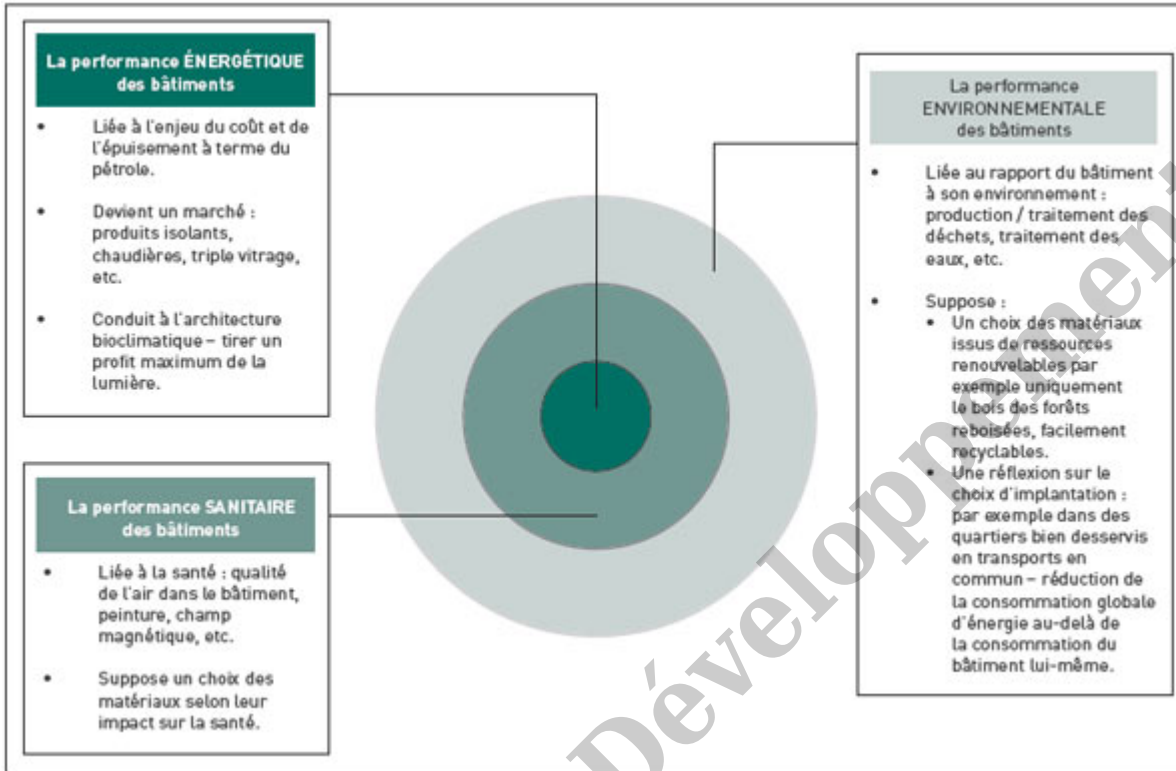 La performance ÉNERGÉTIQUE
des bâtiments
• Liée à l'enjeu du coût et de
l'épuisement à terme du
pétrole.
• Devient un marché :
produits isolants,
chaudières, triple vitrage,
etc.
• Conduit à l'architecture
bioclimatique – tirer un
profit maximum de la
lumière.
La performance SANITAIRE
des bâtiments
• Liée à la santé : qualité
de l'air dans le bâtiment,
peinture, champ
magnétique, etc.
• Suppose un choix des
matériaux selon leur
impact sur la santé.
La performance
ENVIRONNEMENTALE
des bâtiments
• Liée au rapport du bâtiment
à son environnement :
production / traitement des
déchets, traitement des
eaux, etc.
• Suppose :
• Un choix des matériaux
issus de ressources
renouvelables par
exemple uniquement
le bois des forêts
reboisées, facilement
recyclables.
• Une réflexion sur le
choix d'implantation :
par exemple dans des
quartiers bien desservis
en transports en
commun – réduction de
la consommation globale
d'énergie au-delà de
la consommation du
bâtiment lui-même.
Développement